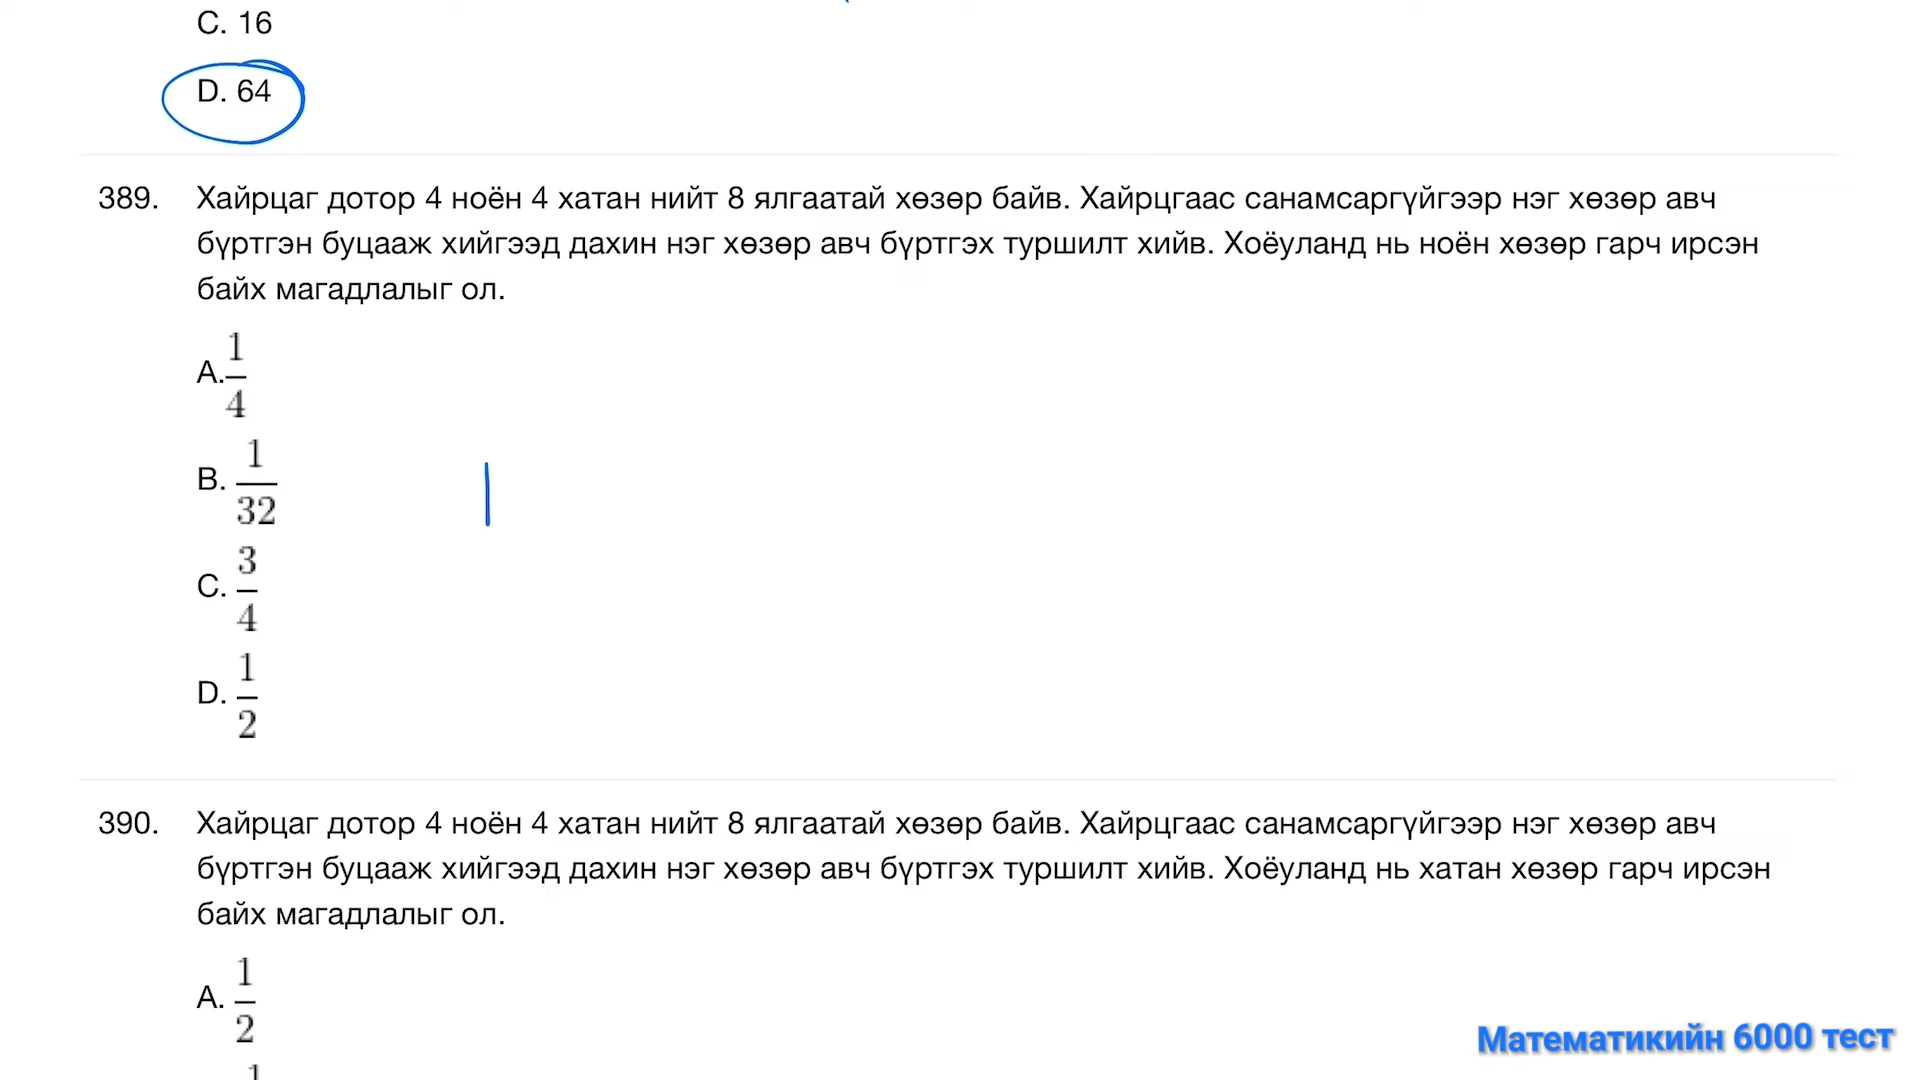 C. 16
D. 64
389. Хайрцаг дотор 4 ноён 4 хатан нийт 8 ялгаатай хөзөр байв. Хайрцгаас санамсаргүйгээр нэг хөзөр авч
бүртгэн буцааж хийгээд дахин нэг хөзөр авч бүртгэх туршилт хийв. Хоёуланд нь ноён хөзөр гарч ирсэн
байх магадлалыг ол.
A. 1/4
B. 1/32
C. 3/4
D. 1/2
390. Хайрцаг дотор 4 ноён 4 хатан нийт 8 ялгаатай хөзөр байв. Хайрцгаас санамсаргүйгээр нэг хөзөр авч
бүртгэн буцааж хийгээд дахин нэг хөзөр авч бүртгэх туршилт хийв. Хоёуланд нь хатан хөзөр гарч ирсэн
байх магадлалыг ол.
A. 1/2
Математикийн 6000 тест